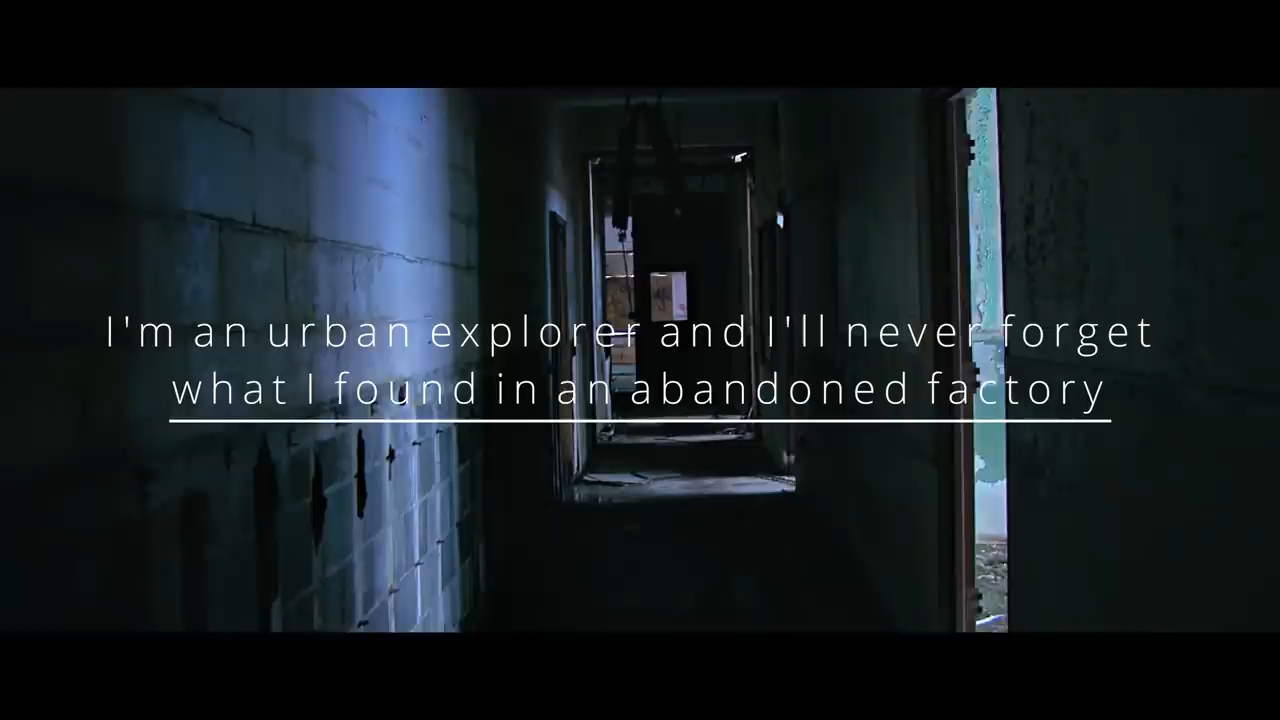 I'm an urban explorer and I'll never forget
what I found in an abandoned factory